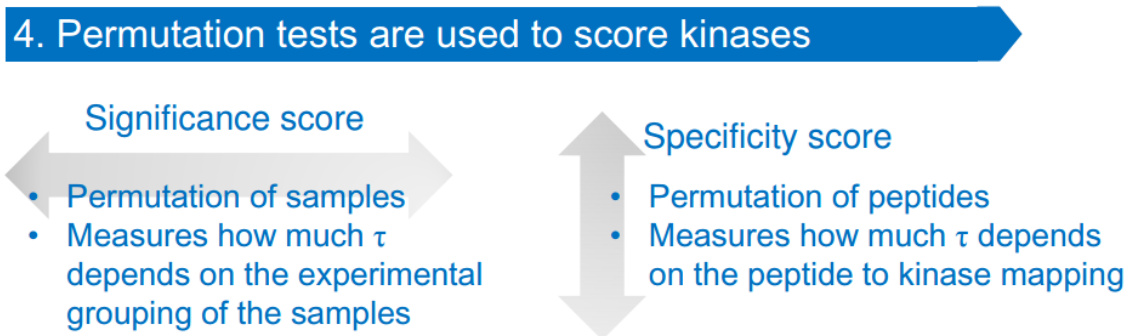 4. Permutation tests are used to score kinases
Significance score
• Permutation of samples
• Measures how much τ
depends on the experimental
grouping of the samples
Specificity score
• Permutation of peptides
• Measures how much τ depends
on the peptide to kinase mapping